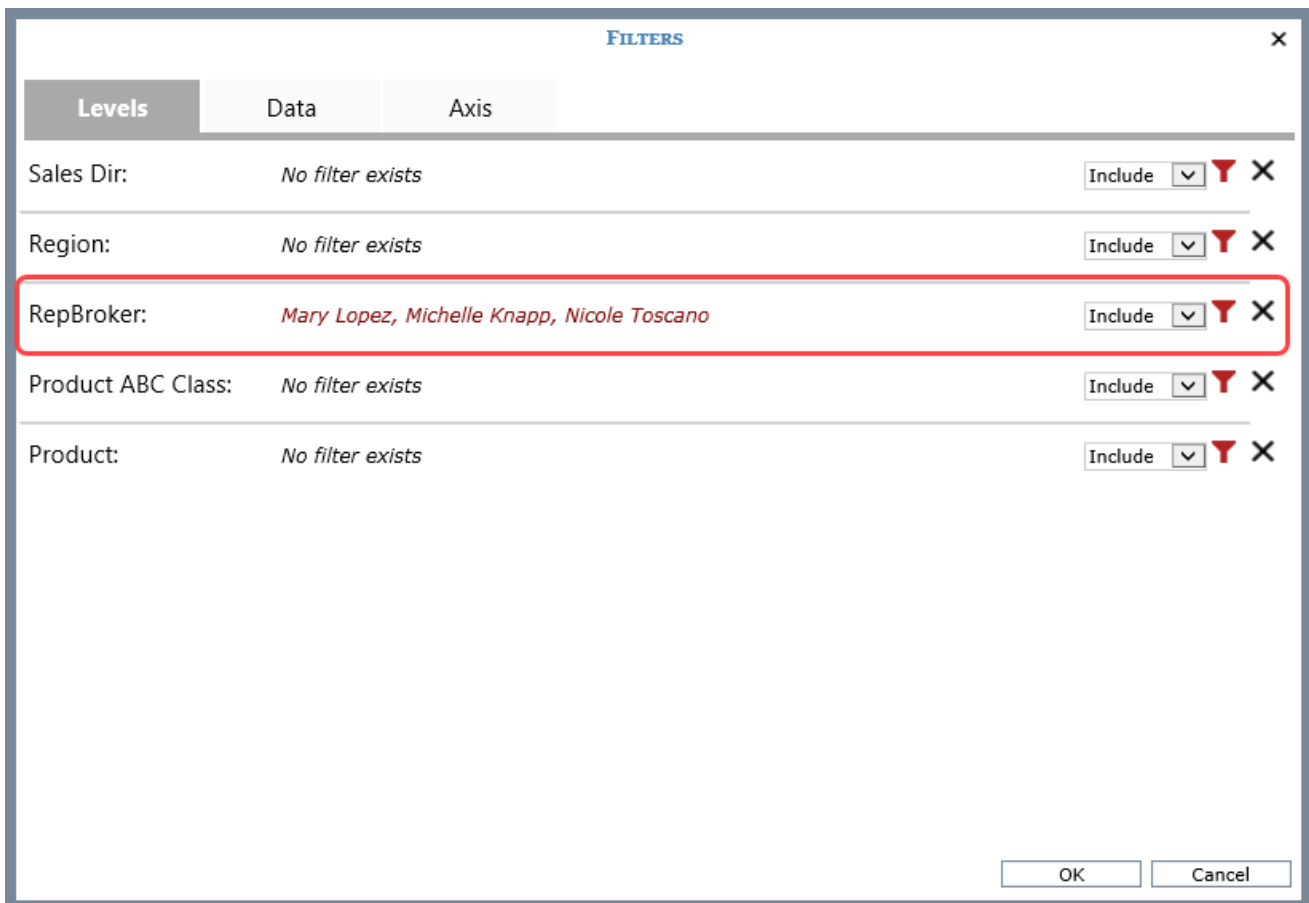 FILTERS
Levels Data Axis
Sales Dir: No filter exists Include
Region: No filter exists Include
RepBroker: Mary Lopez, Michelle Knapp, Nicole Toscano Include
Product ABC Class: No filter exists Include
Product: No filter exists Include
OK Cancel